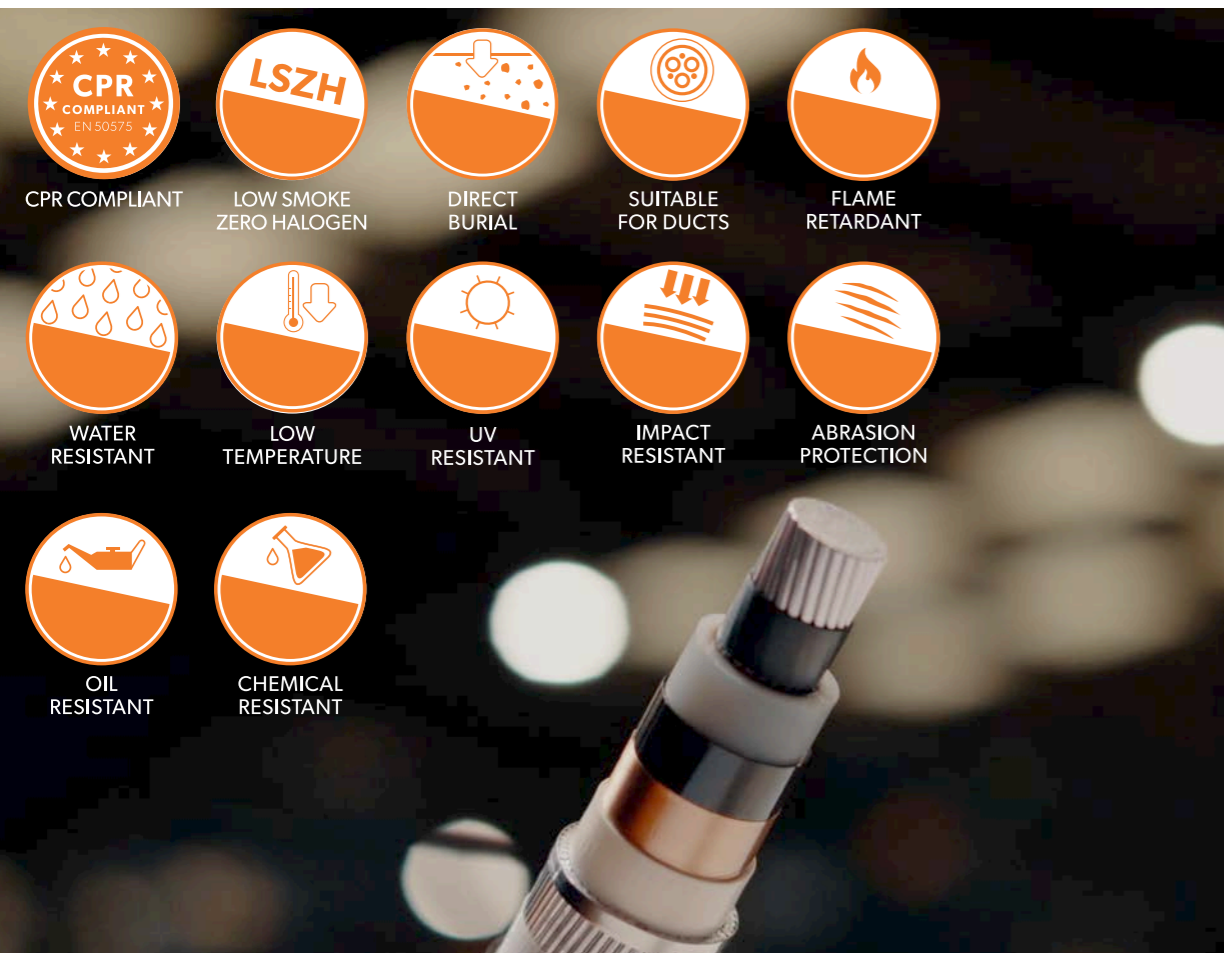 CPR
COMPLIANT
EN 50575
LSZH
CPR COMPLIANT
LOW SMOKE
ZERO HALOGEN
DIRECT
BURIAL
SUITABLE
FOR DUCTS
FLAME
RETARDANT
WATER
RESISTANT
LOW
TEMPERATURE
UV
RESISTANT
IMPACT
RESISTANT
ABRASION
PROTECTION
OIL
RESISTANT
CHEMICAL
RESISTANT